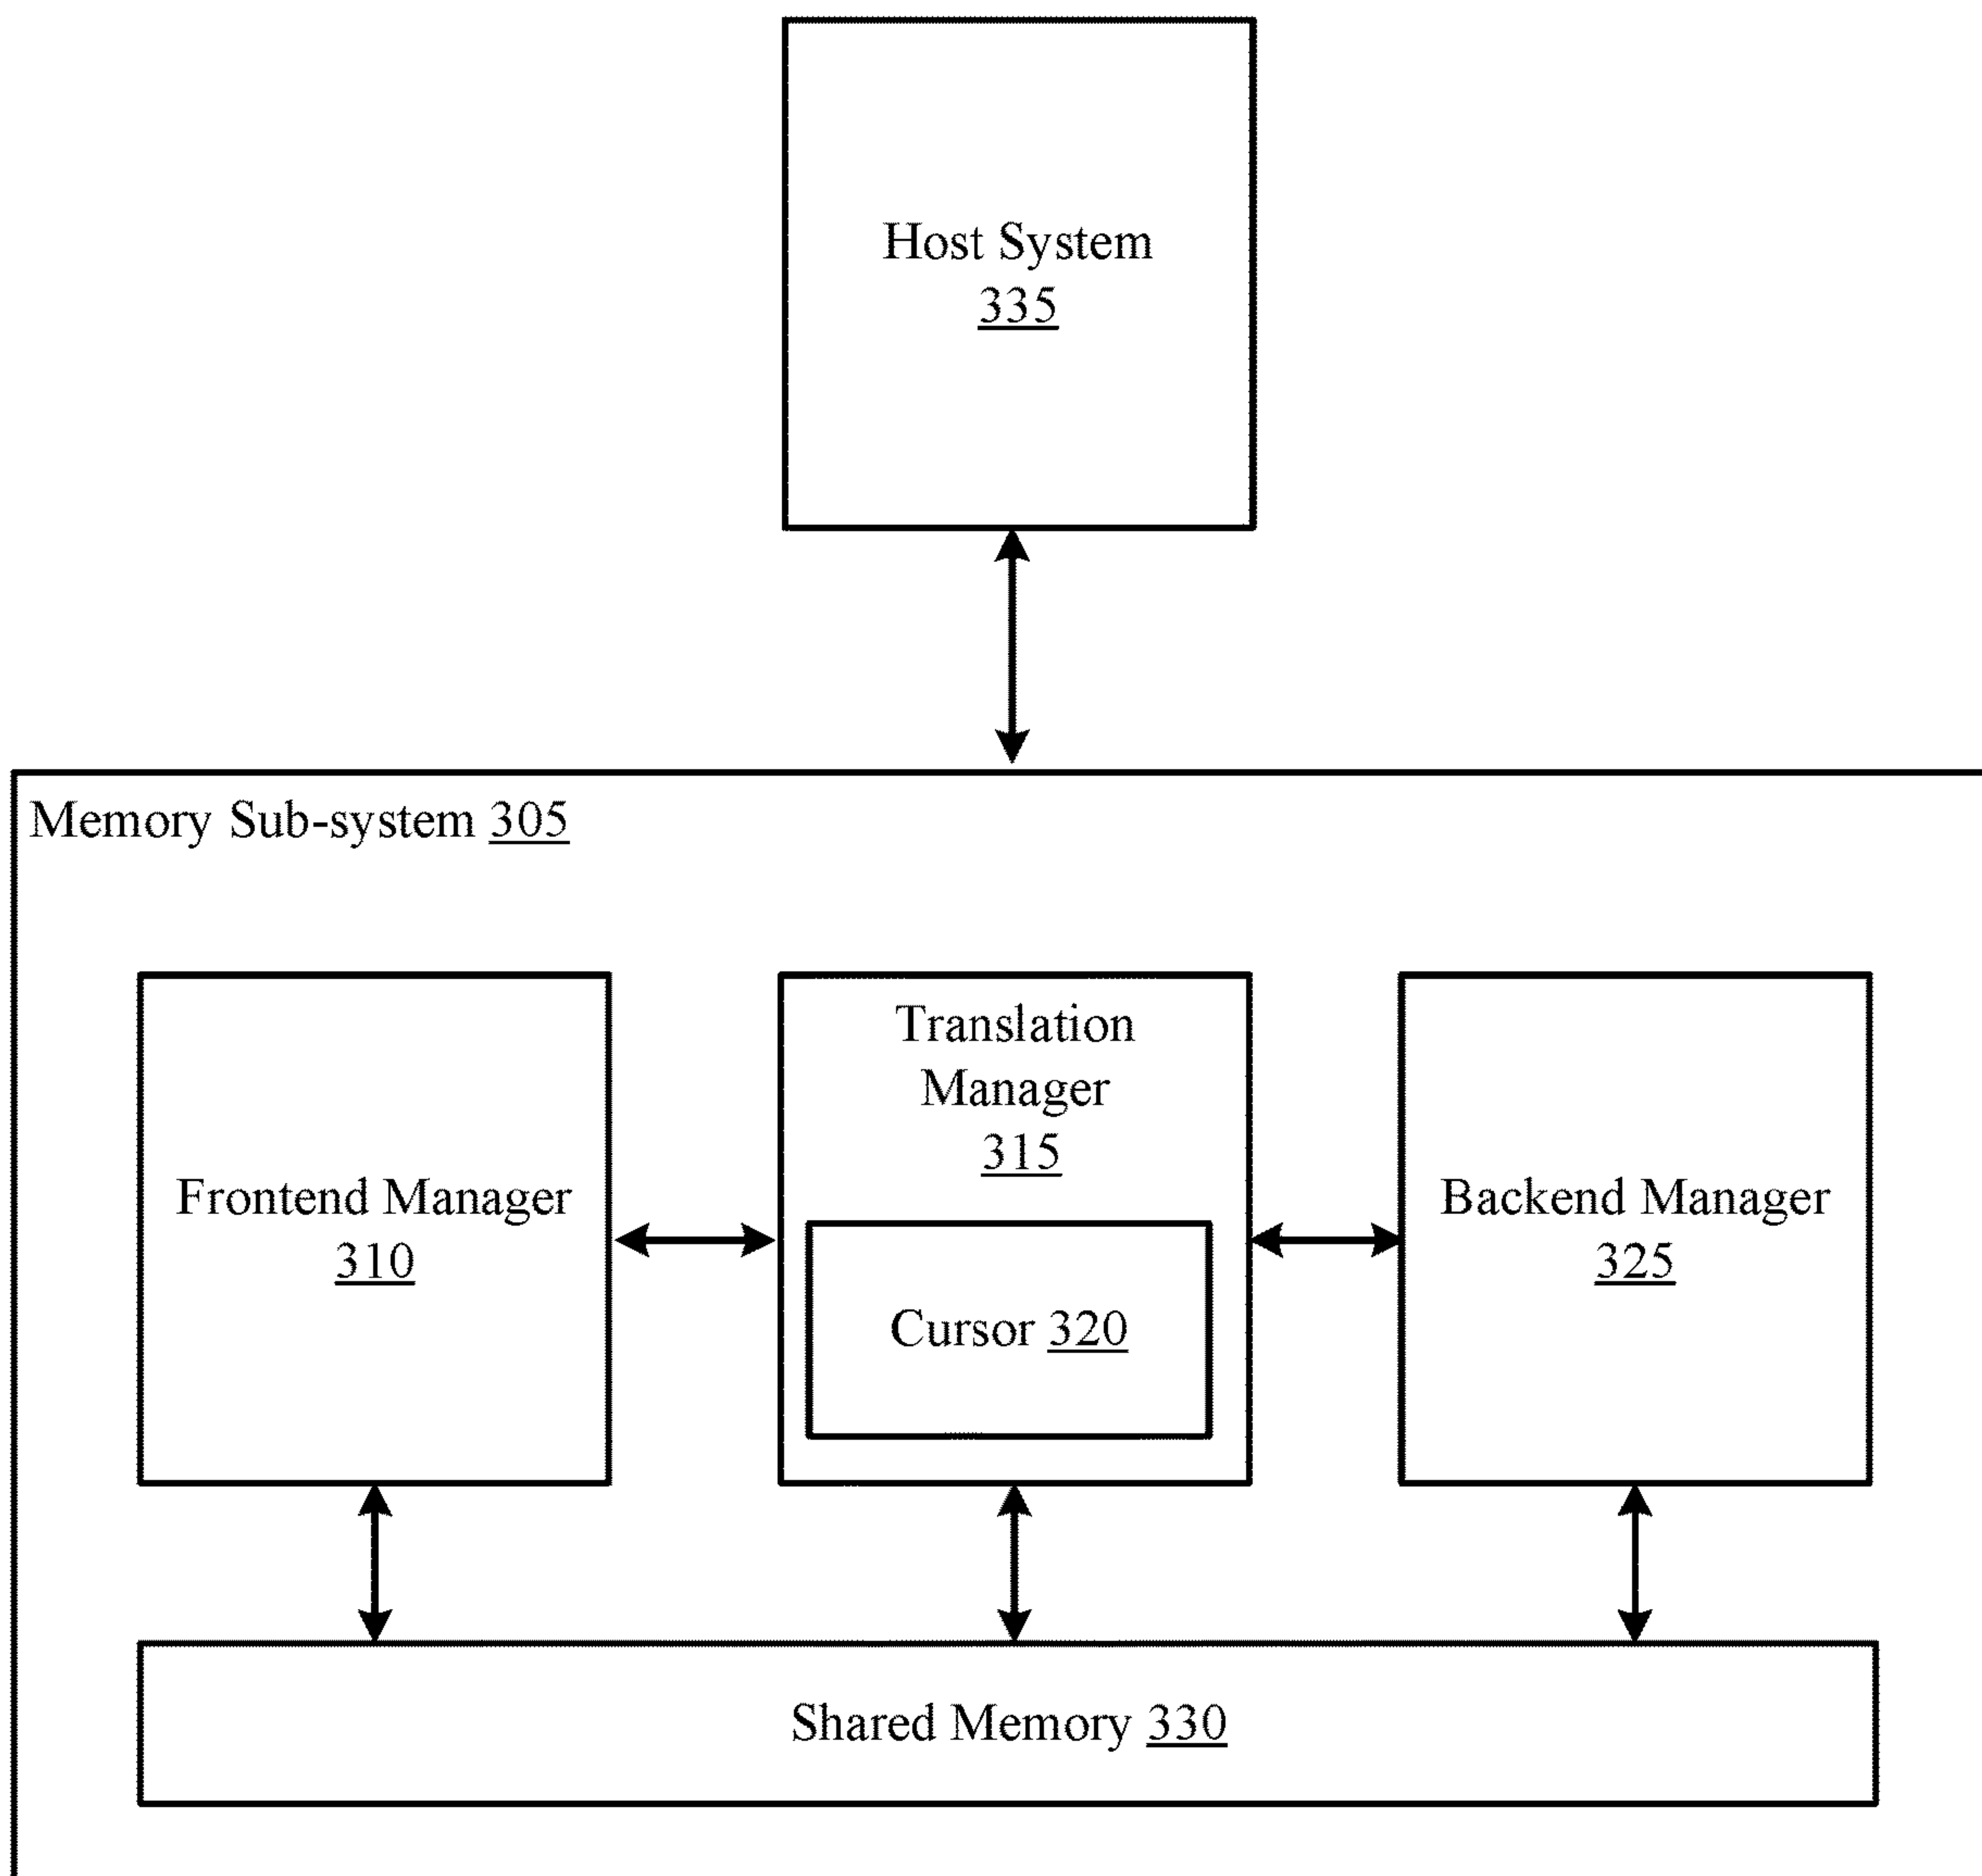 Host System
335
Memory Sub-system 305
Translation
Manager
315
Frontend Manager
310
Cursor 320
Backend Manager
325
Shared Memory 330